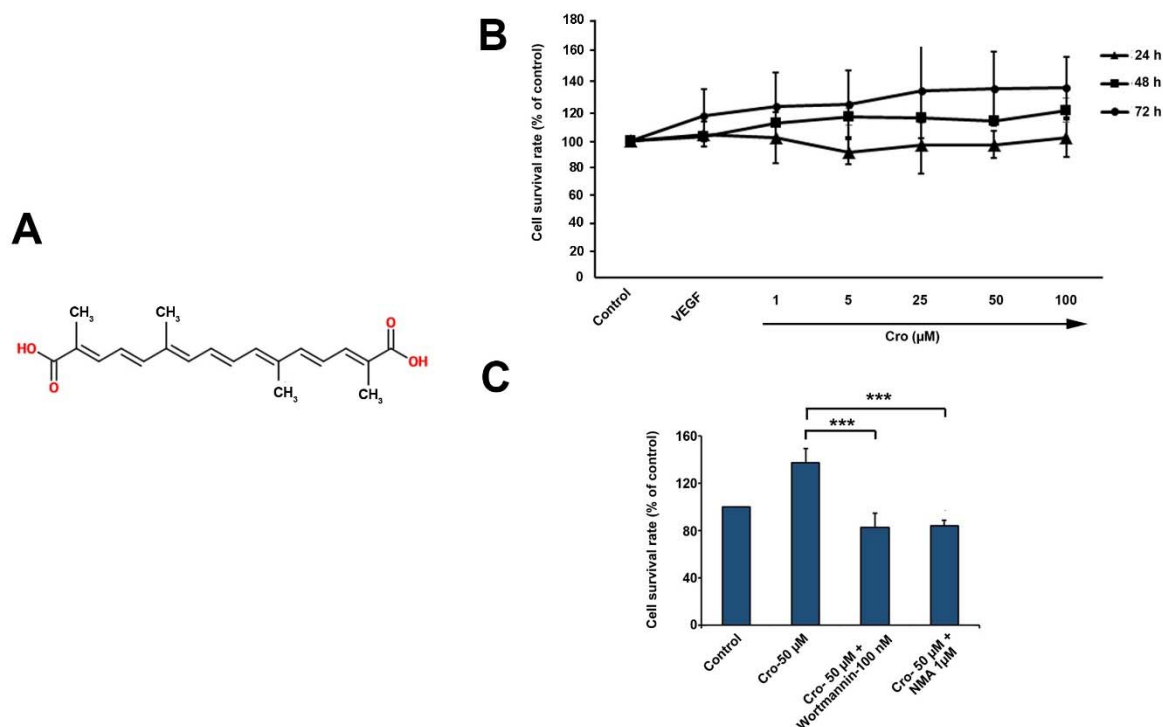 A
CH₃
CH₃
HO
O
O
OH
CH₃
CH₃
B
Cell survival rate (% of control)
180
160
140
120
100
80
60
40
20
0
Control
VEGF
1
5
25
50
100
Cro (µM)
24 h
48 h
72 h
C
***
***
Cell survival rate (% of control)
160
120
80
40
0
Control
Cro-50 µM
Cro- 50 µM +
Wortmannin-100 nM
Cro- 50 µM +
NMA 1µM